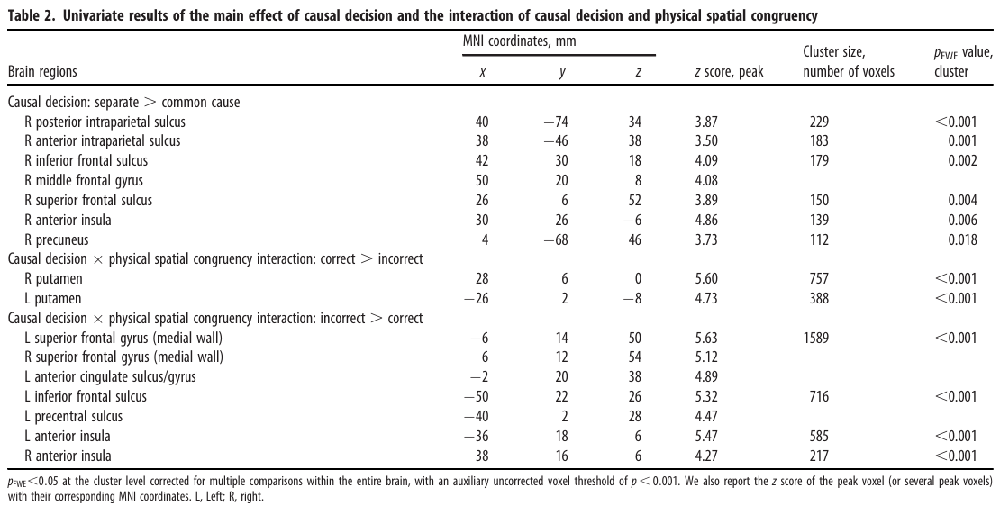 Table 2. Univariate results of the main effect of causal decision and the interaction of causal decision and physical spatial congruency
MNI coordinates, mm
Brain regions x y z z score, peak Cluster size, number of voxels pFWE value, cluster
Causal decision: separate > common cause
R posterior intraparietal sulcus 40 −74 34 3.87 229 <0.001
R anterior intraparietal sulcus 38 −46 38 3.50 183 0.001
R inferior frontal sulcus 42 30 18 4.09 179 0.002
R middle frontal gyrus 50 20 8 4.08
R superior frontal sulcus 26 6 52 3.89 150 0.004
R anterior insula 30 26 −6 4.86 139 0.006
R precuneus 4 −68 46 3.73 112 0.018
Causal decision × physical spatial congruency interaction: correct > incorrect
R putamen 28 6 0 5.60 757 <0.001
L putamen −26 2 −8 4.73 388 <0.001
Causal decision × physical spatial congruency interaction: incorrect > correct
L superior frontal gyrus (medial wall) −6 14 50 5.63 1589 <0.001
R superior frontal gyrus (medial wall) 6 12 54 5.12
L anterior cingulate sulcus/gyrus −2 20 38 4.89
L inferior frontal sulcus −50 22 26 5.32 716 <0.001
L precentral sulcus −40 2 28 4.47
L anterior insula −36 18 6 5.47 585 <0.001
R anterior insula 38 16 6 4.27 217 <0.001
pFWE<0.05 at the cluster level corrected for multiple comparisons within the entire brain, with an auxiliary uncorrected voxel threshold of p < 0.001. We also report the z score of the peak voxel (or several peak voxels)
with their corresponding MNI coordinates. L, Left; R, right.